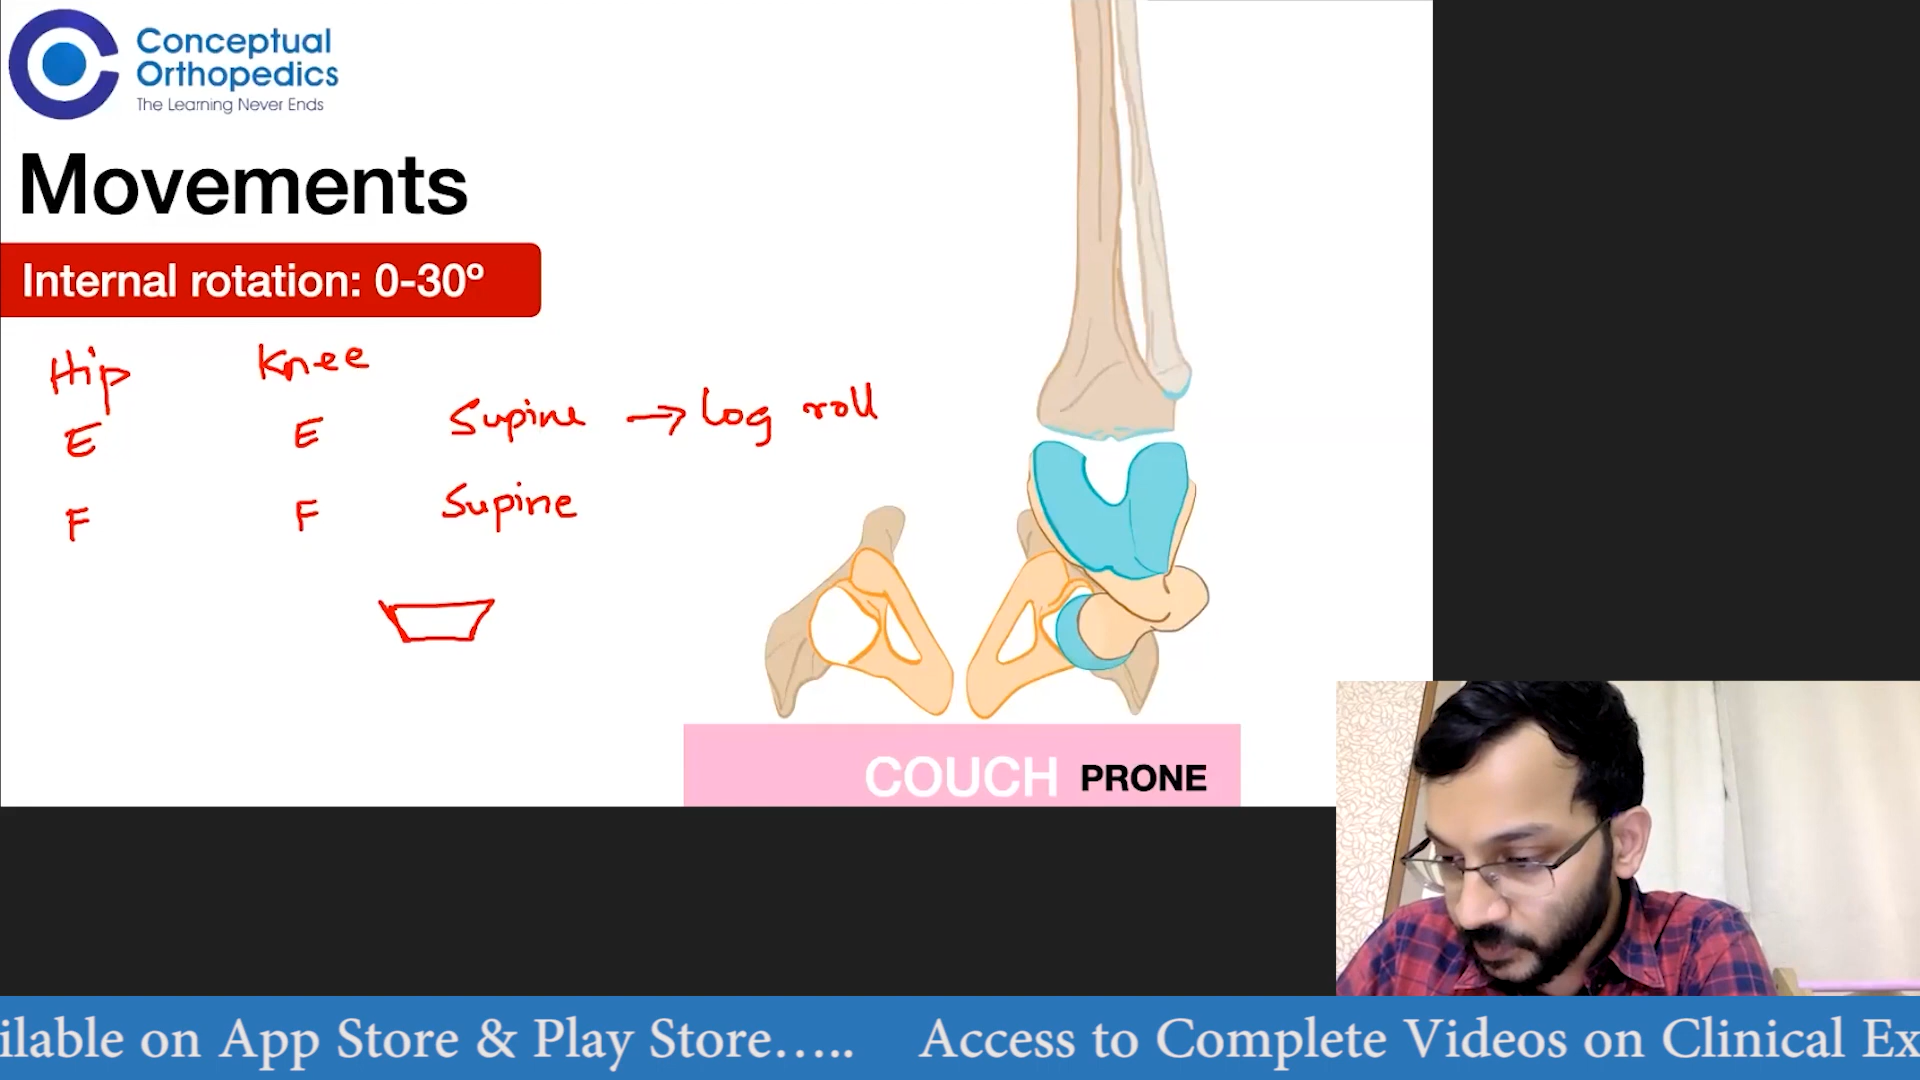 Conceptual
Orthopedics
The Learning Never Ends
Movements
Internal rotation: 0-30º
Hip Knee
E E Supine → Log roll
F F Supine
COUCH PRONE
ilable on App Store & Play Store..... Access to Complete Videos on Clinical Ex